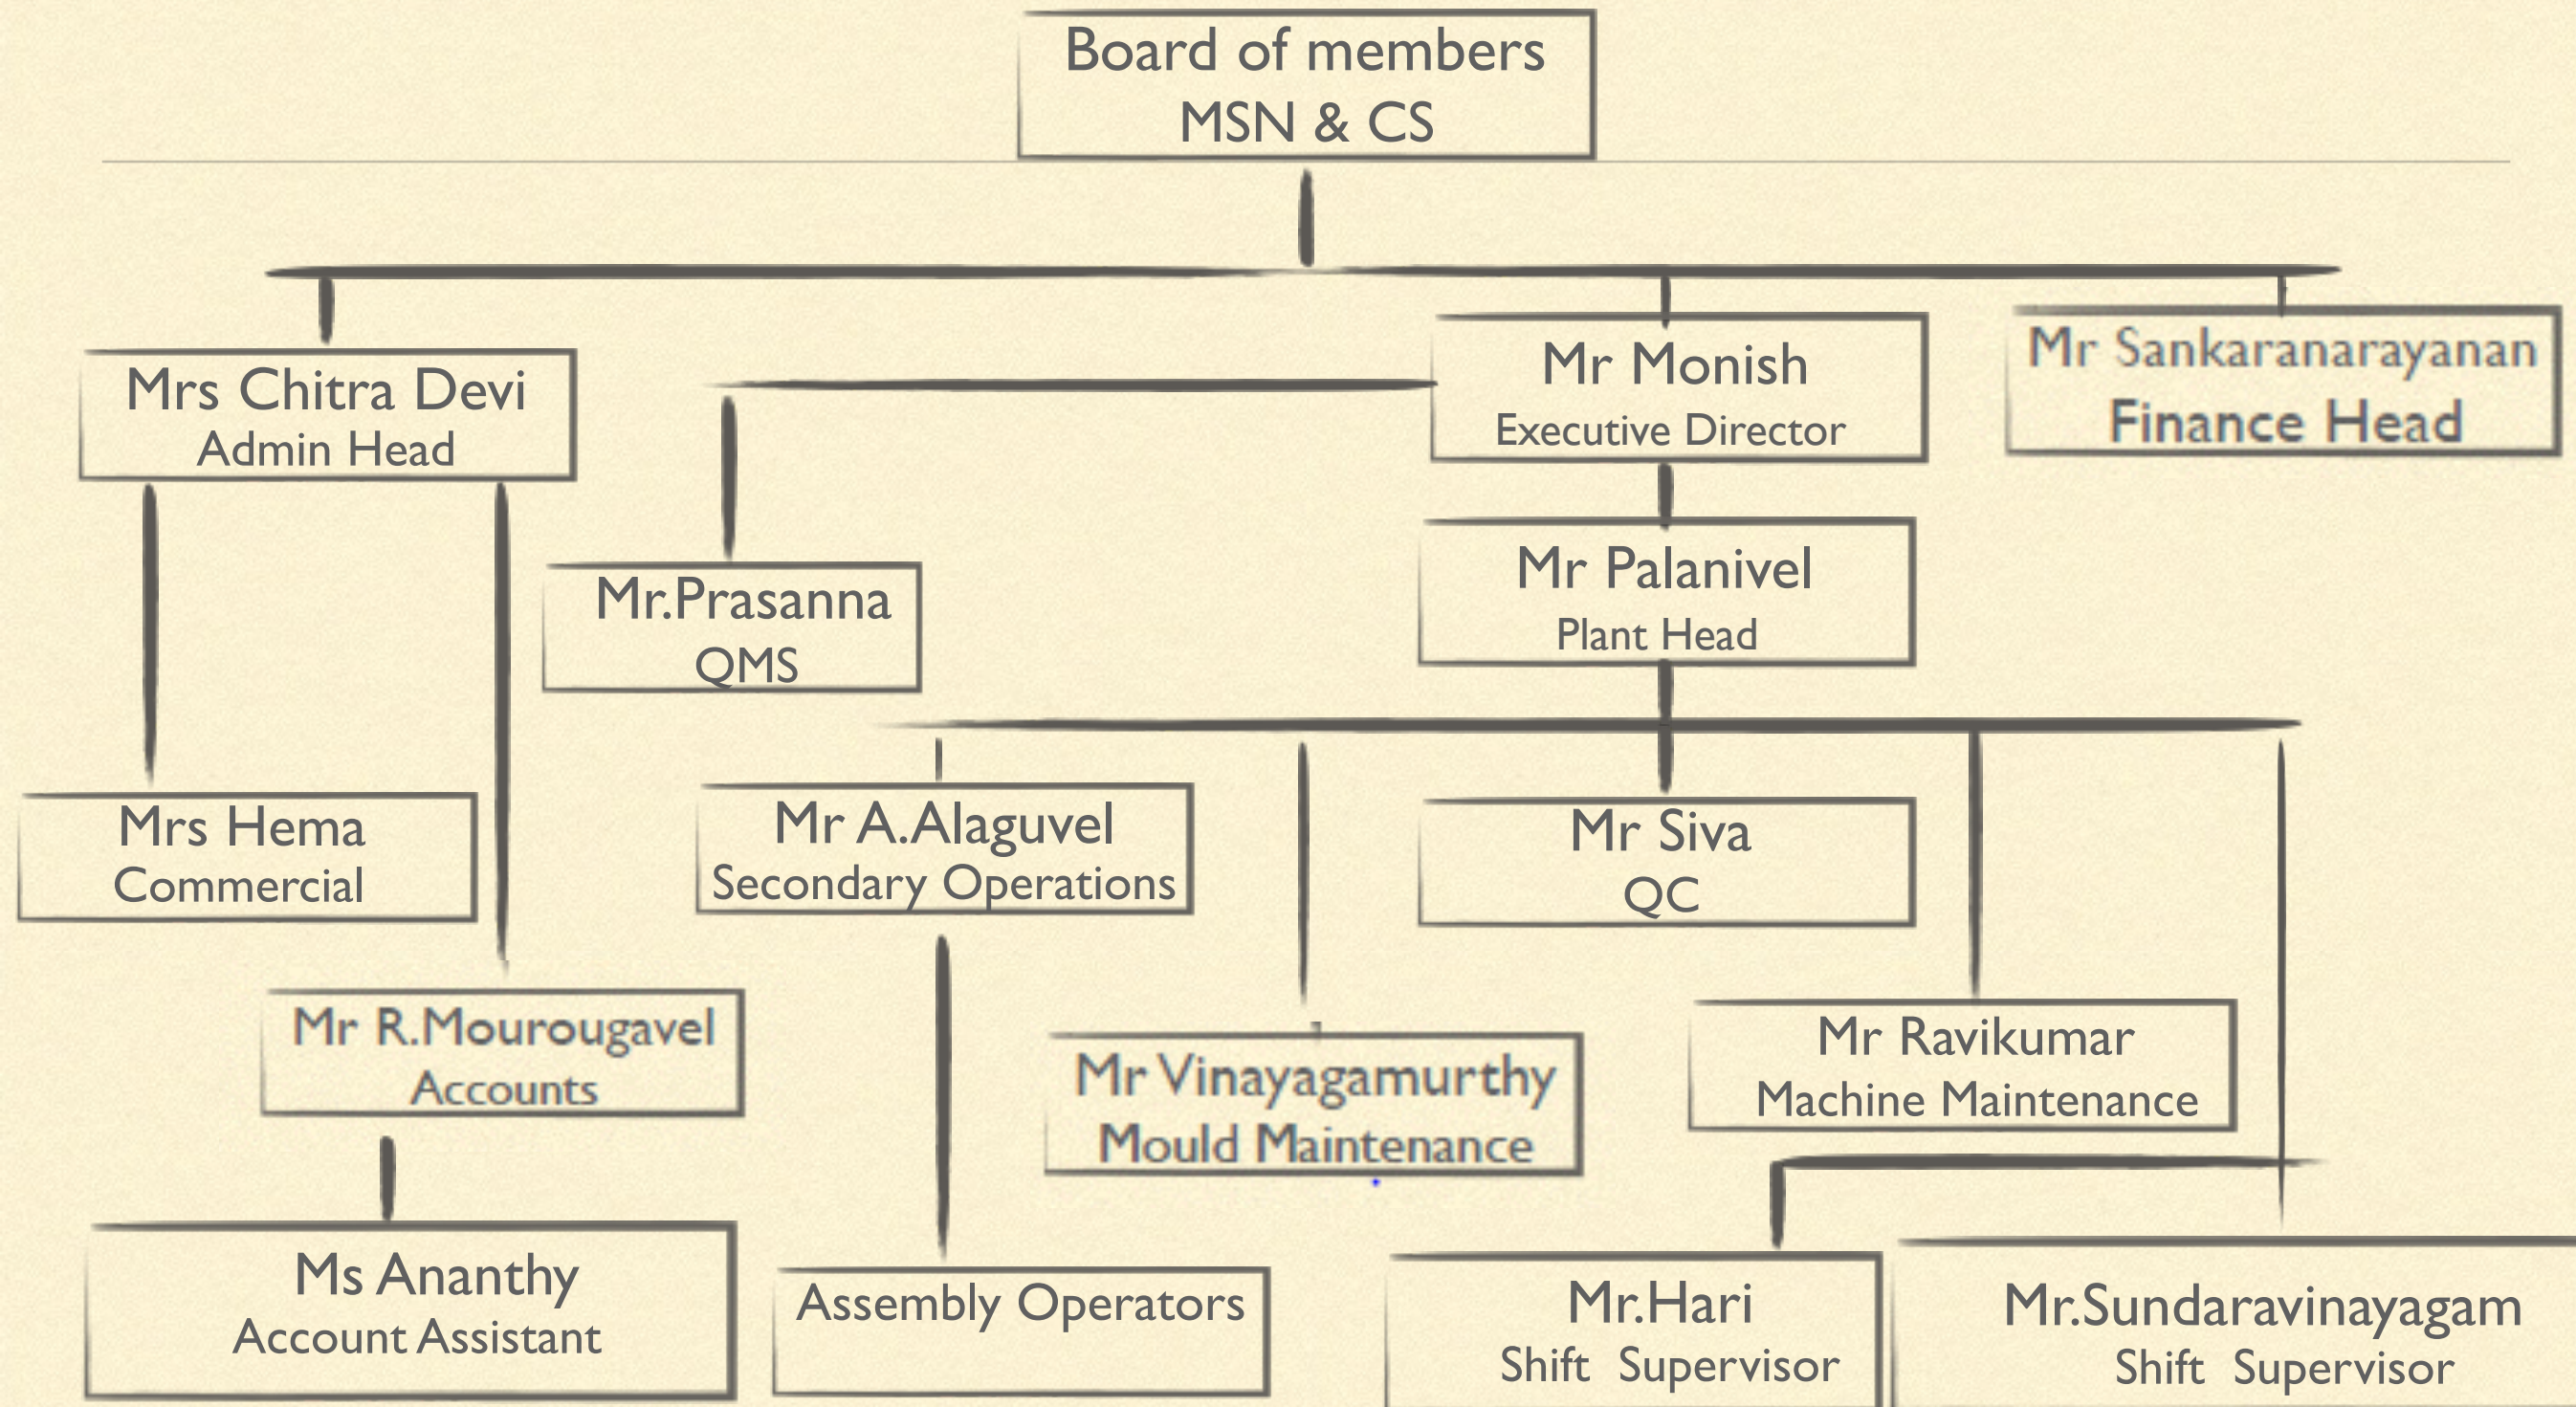 Board of members
MSN & CS
Mrs Chitra Devi
Admin Head
Mr Monish
Executive Director
Mr Sankaranarayanan
Finance Head
Mr.Prasanna
QMS
Mr Palanivel
Plant Head
Mrs Hema
Commercial
Mr A.Alaguvel
Secondary Operations
Mr Siva
QC
Mr R.Mourougavel
Accounts
Mr Vinayagamurthy
Mould Maintenance
Mr Ravikumar
Machine Maintenance
Ms Ananthy
Account Assistant
Assembly Operators
Mr.Hari
Shift  Supervisor
Mr.Sundaravinayagam
Shift  Supervisor